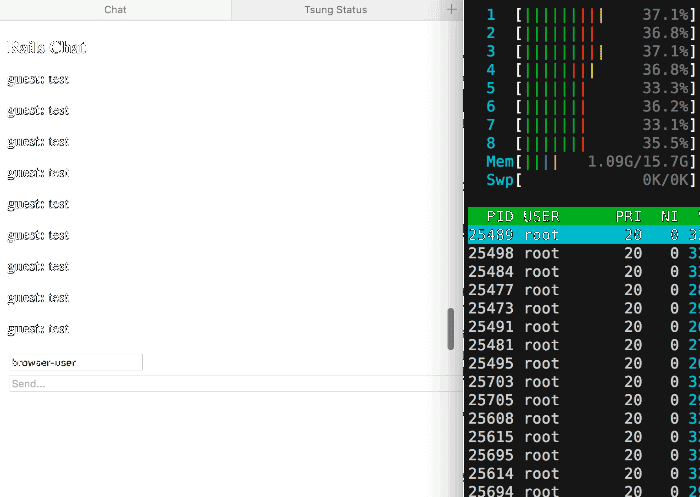 Chat
Tsung Status
+
Rails Chat
guest: test
guest: test
guest: test
guest: test
guest: test
guest: test
guest: test
guest: test
guest: test
browser-user
Send...
1 [||||||||| 37.1%]
2 [|||||||| 36.8%]
3 [||||||||| 37.1%]
4 [|||||||| 36.8%]
5 [||||||| 33.3%]
6 [||||||| 36.2%]
7 [||||||| 33.1%]
8 [||||||| 35.5%]
Mem[|||| 1.09G/15.7G]
Swp[ 0K/0K]
PID USER PRI NI
25489 root 20 0
25498 root 20 0
25484 root 20 0
25477 root 20 0
25473 root 20 0
25491 root 20 0
25481 root 20 0
25495 root 20 0
25703 root 20 0
25705 root 20 0
25608 root 20 0
25615 root 20 0
25695 root 20 0
25614 root 20 0
25694 root 20 0